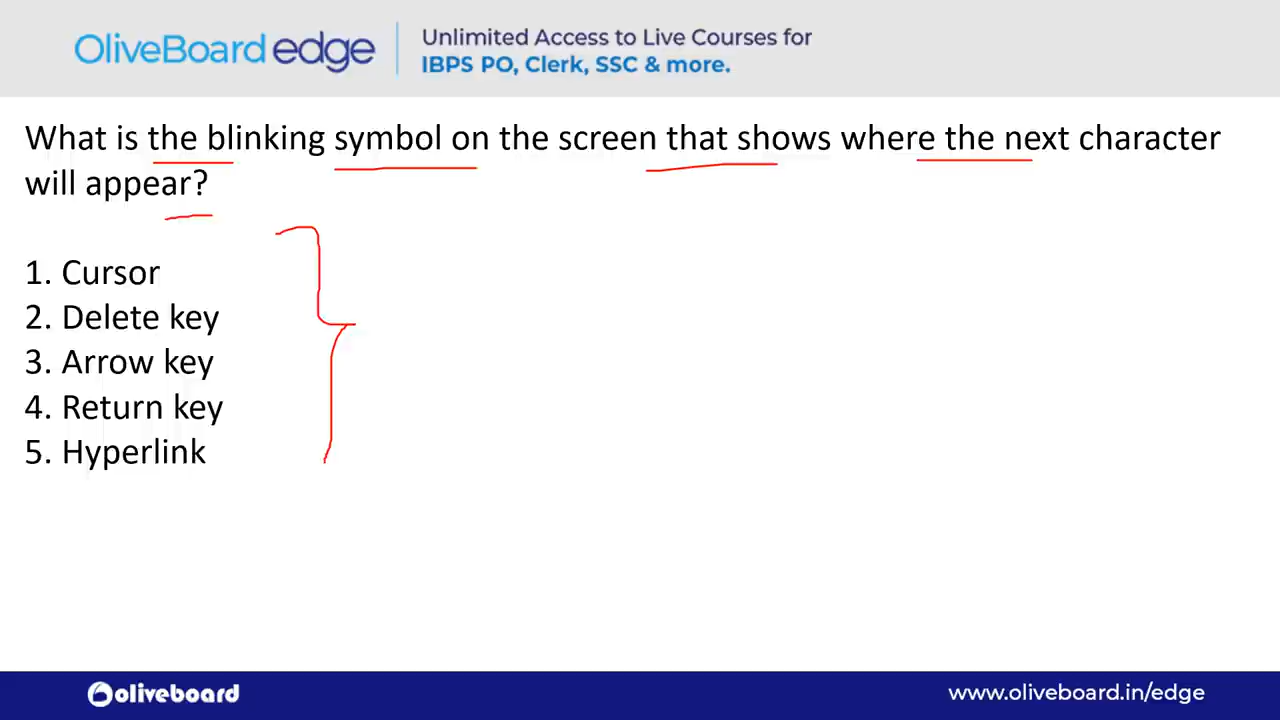 OliveBoard edge
Unlimited Access to Live Courses for
IBPS PO, Clerk, SSC & more.
What is the blinking symbol on the screen that shows where the next character
will appear?
1. Cursor
2. Delete key
3. Arrow key
4. Return key
5. Hyperlink
oliveboard
www.oliveboard.in/edge